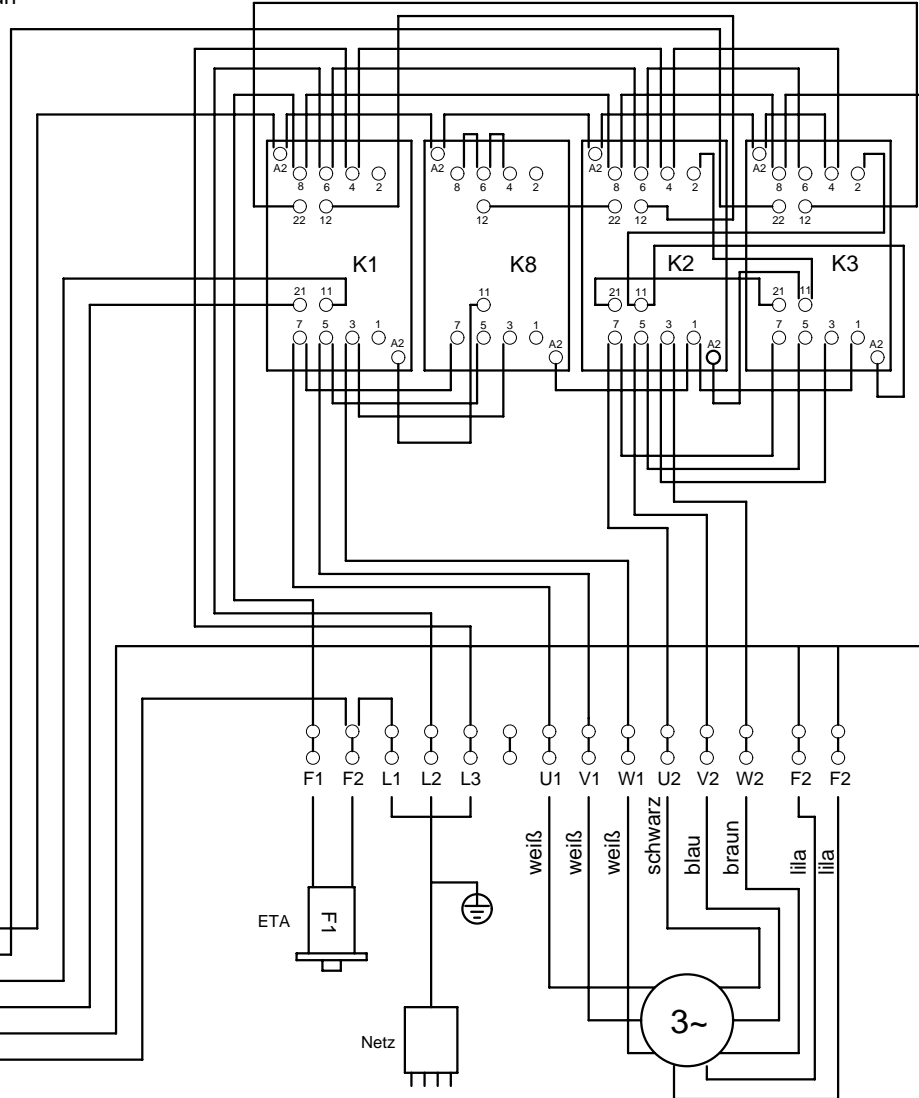 A2 A2 A2 A2
8 6 4 2 8 6 4 2 8 6 4 2 8 6 4 2
22 12 12 22 12 22 12
K1 K8 K2 K3
21 11 11 21 11 21 11
7 5 3 1 7 5 3 1 7 5 3 1 7 5 3 1
A2 A2 A2 A2
F1 F2 L1 L2 L3 U1 V1 W1 U2 V2 W2 F2 F2
weiß
weiß
weiß
schwarz
blau
braun
lila
lila
ETA
F1
3~
Netz